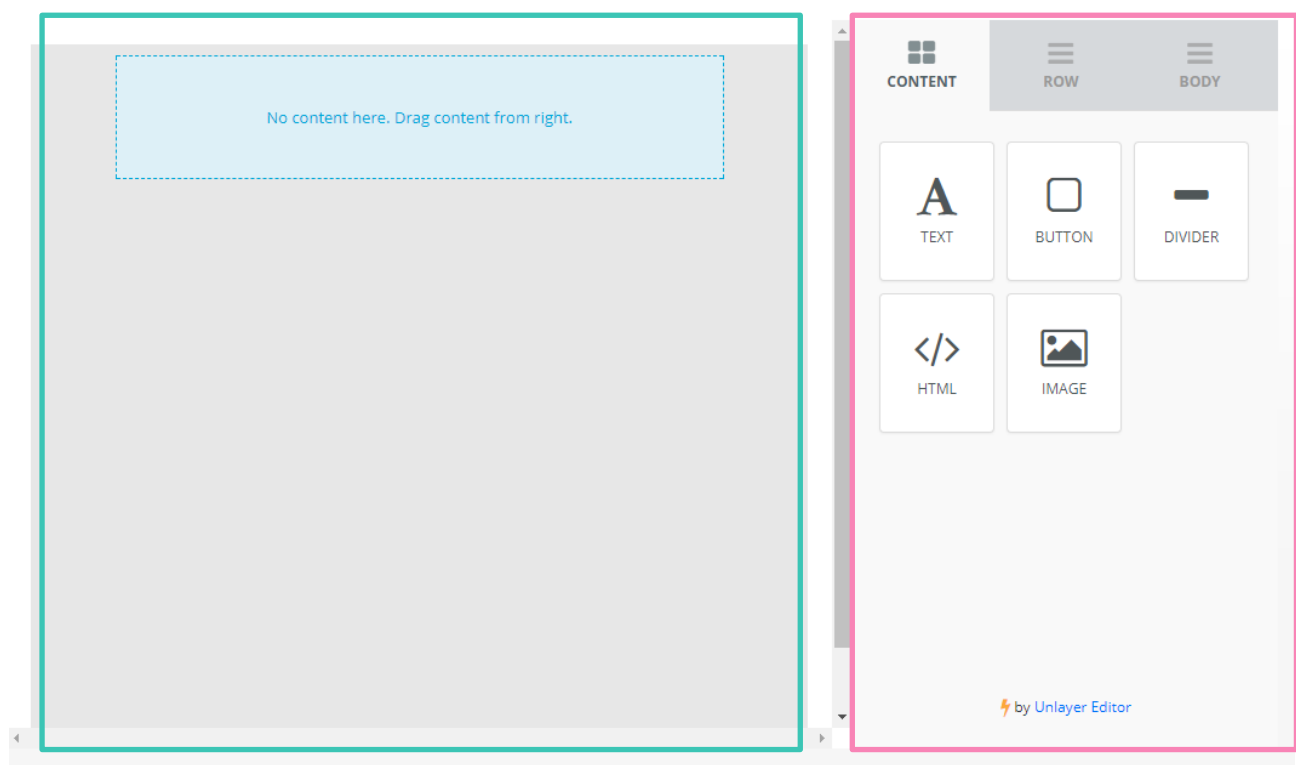 No content here. Drag content from right.
CONTENT ROW BODY
TEXT BUTTON DIVIDER
</> 
HTML IMAGE
by Unlayer Editor